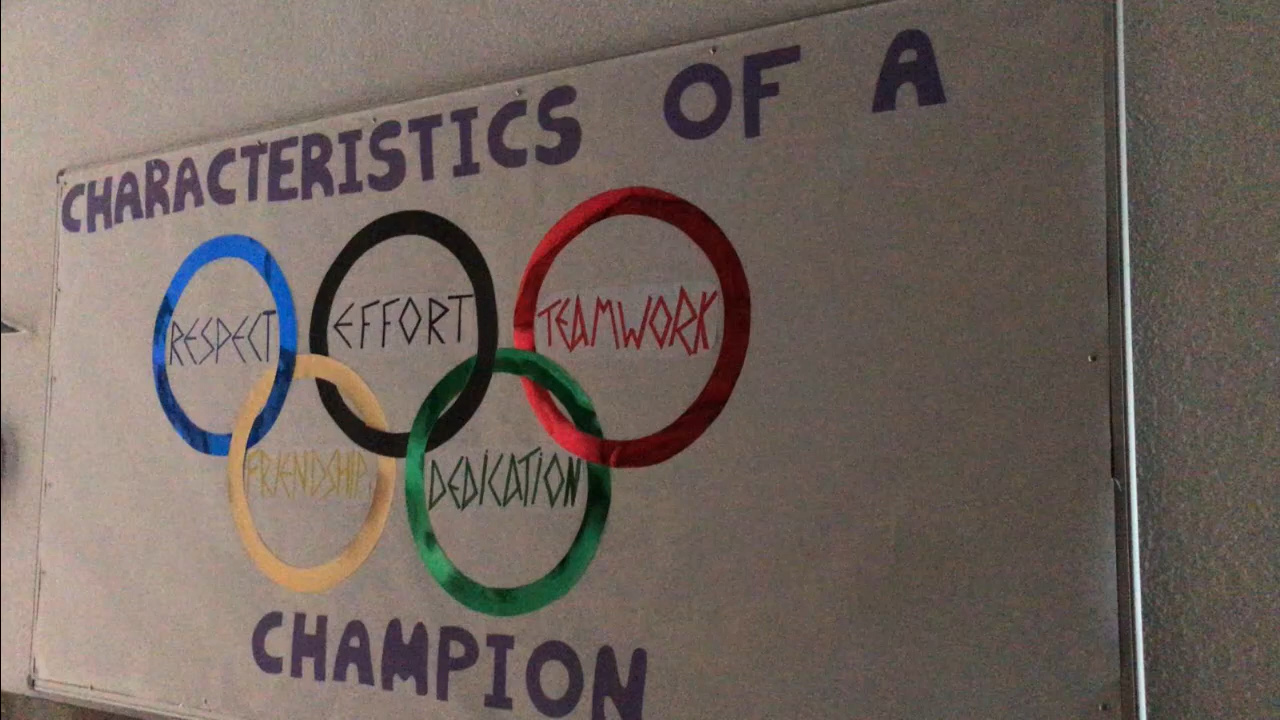 CHARACTERISTICS OF A
RESPECT EFFORT TEAMWORK
FRIENDSHIP DEDICATION
CHAMPION